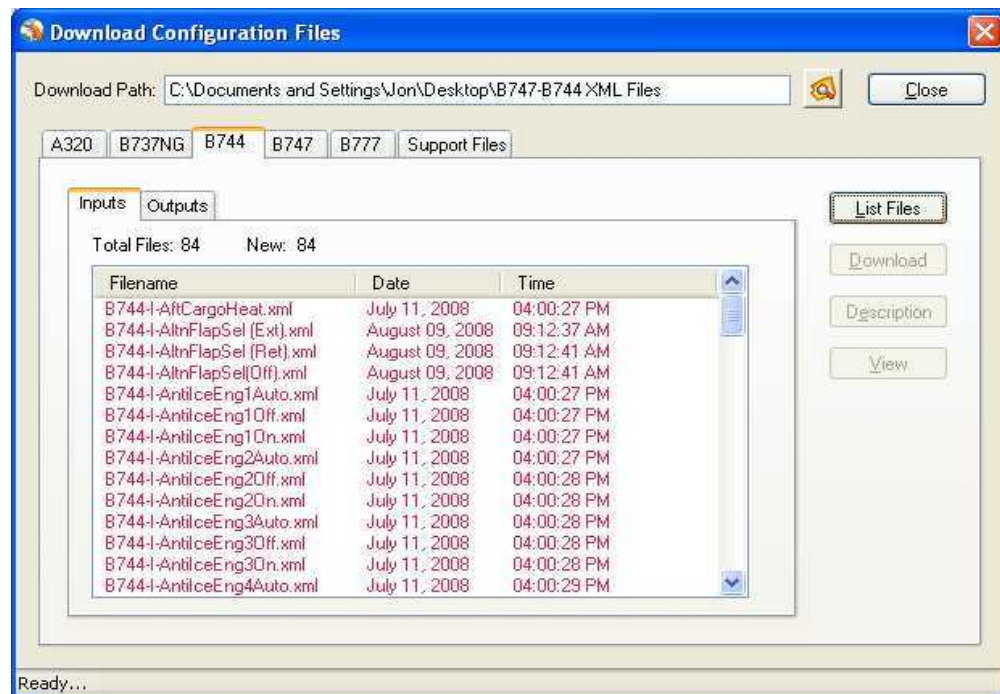 Download Configuration Files
Download Path: C:\Documents and Settings\Jon\Desktop\B747-B744 XML Files Close
A320 B737NG B744 B747 B777 Support Files
Inputs Outputs
List Files
Total Files: 84 New: 84
Download
Filename Date Time
B744-I-AftCargoHeat.xml July 11, 2008 04:00:27 PM
B744-I-AltnFlapSel (Ext).xml August 09, 2008 09:12:37 AM
Description
B744-I-AltnFlapSel (Ret).xml August 09, 2008 09:12:41 AM
B744-I-AltnFlapSel(Off).xml August 09, 2008 09:12:41 AM
View
B744-I-AntiIceEng1Auto.xml July 11, 2008 04:00:27 PM
B744-I-AntiIceEng1Off.xml July 11, 2008 04:00:27 PM
B744-I-AntiIceEng1On.xml July 11, 2008 04:00:27 PM
B744-I-AntiIceEng2Auto.xml July 11, 2008 04:00:27 PM
B744-I-AntiIceEng2Off.xml July 11, 2008 04:00:28 PM
B744-I-AntiIceEng2On.xml July 11, 2008 04:00:28 PM
B744-I-AntiIceEng3Auto.xml July 11, 2008 04:00:28 PM
B744-I-AntiIceEng3Off.xml July 11, 2008 04:00:28 PM
B744-I-AntiIceEng3On.xml July 11, 2008 04:00:28 PM
B744-I-AntiIceEng4Auto.xml July 11, 2008 04:00:29 PM
Ready...